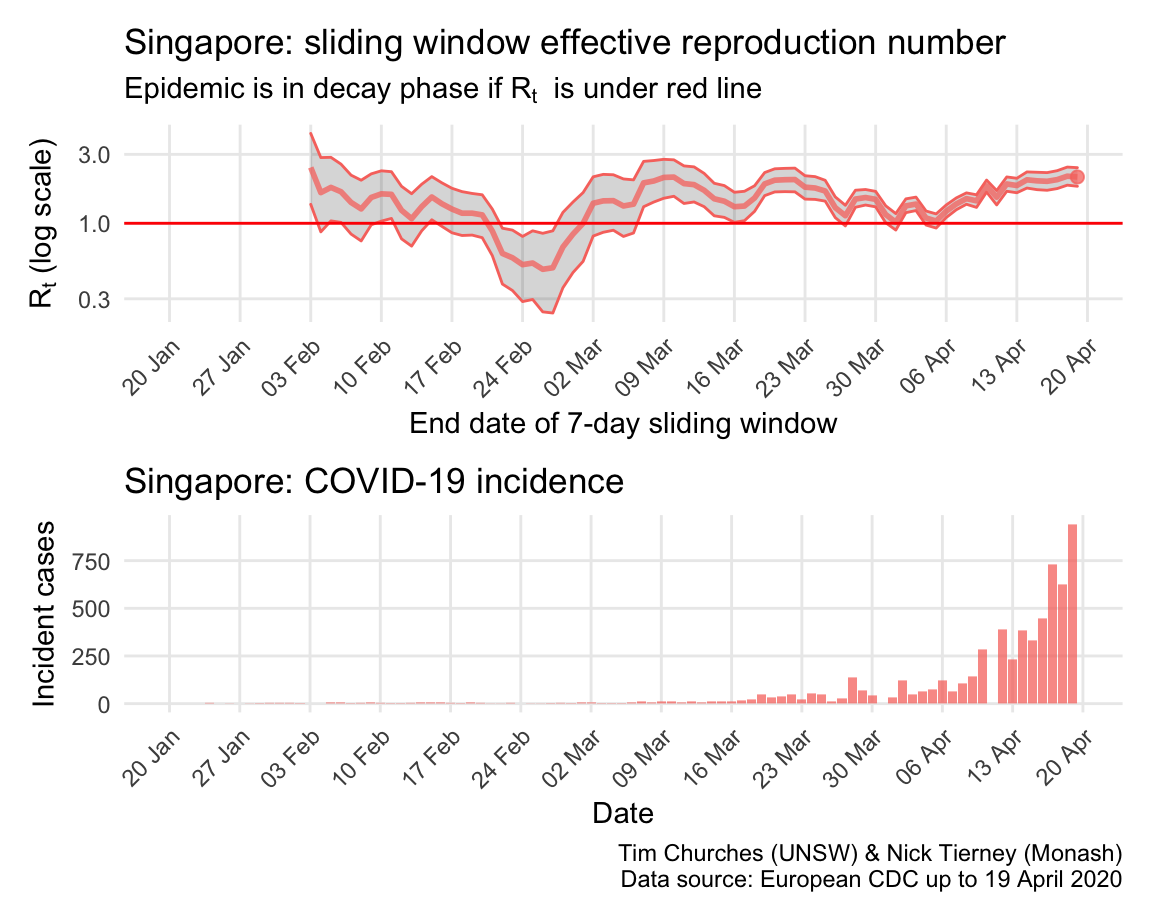 Singapore: sliding window effective reproduction number
Epidemic is in decay phase if Rt is under red line
Rt (log scale)
3.0
1.0
0.3
20 Jan
27 Jan
03 Feb
10 Feb
17 Feb
24 Feb
02 Mar
09 Mar
16 Mar
23 Mar
30 Mar
06 Apr
13 Apr
20 Apr
End date of 7-day sliding window
Singapore: COVID-19 incidence
Incident cases
750
500
250
0
20 Jan
27 Jan
03 Feb
10 Feb
17 Feb
24 Feb
02 Mar
09 Mar
16 Mar
23 Mar
30 Mar
06 Apr
13 Apr
20 Apr
Date
Tim Churches (UNSW) & Nick Tierney (Monash)
Data source: European CDC up to 19 April 2020